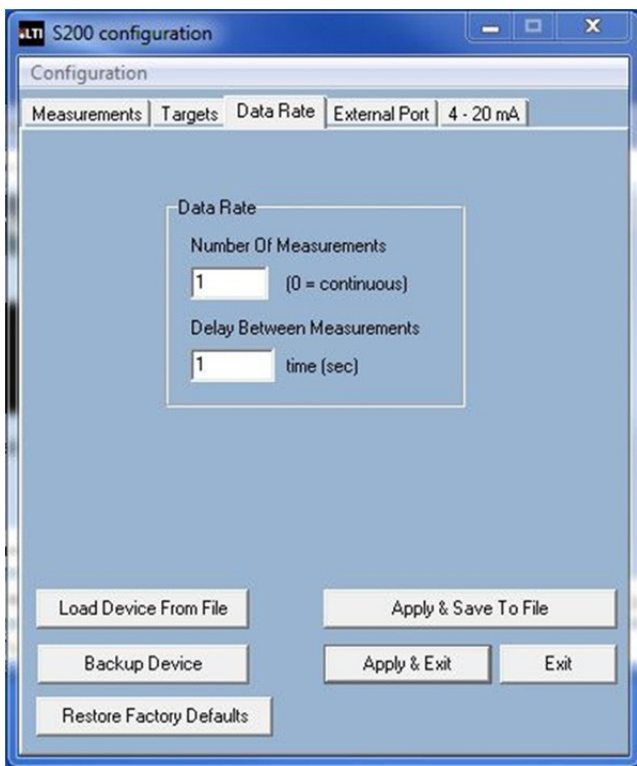 LTI S200 configuration
Configuration
Measurements Targets Data Rate External Port 4 - 20 mA
Data Rate
Number Of Measurements
1 (0 = continuous)
Delay Between Measurements
1 time (sec)
Load Device From File Apply & Save To File
Backup Device Apply & Exit Exit
Restore Factory Defaults